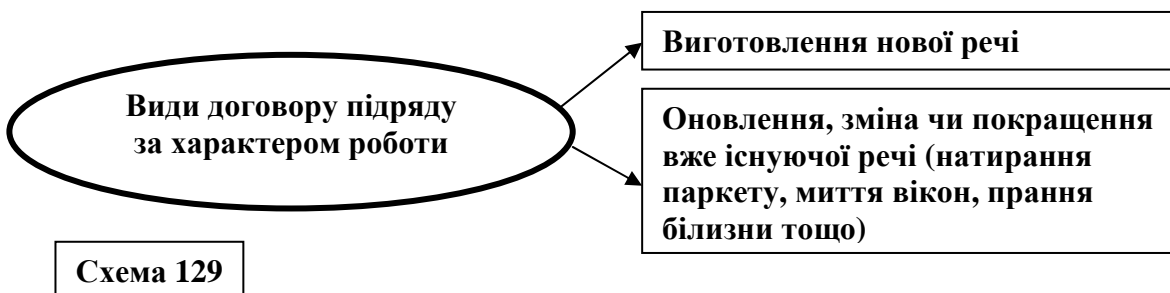 Види договору підряду
за характером роботи
Виготовлення нової речі
Оновлення, зміна чи покращення
вже існуючої речі (натирання
паркету, миття вікон, прання
білизни тощо)
Схема 129